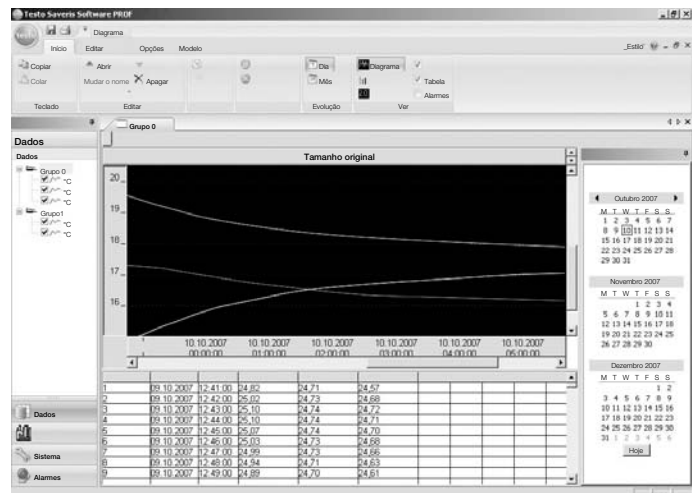 Testo Saveris Software PROF
Diagrama
Início Editar Opções Modelo
Estilo
Copiar
Colar
Teclado
Abrir
Mudar o nome
Apagar
Editar
Dia
Mês
Evolução
Diagrama
Tabela
Alarmes
Ver
Grupo 0
Dados
Dados
Grupo 0
°C
°C
°C
Grupo1
°C
°C
Tamanho original
20
19
18
17
16
10.10.2007 10.10.2007 10.10.2007 10.10.2007 10.10.2007 10.10.2007
00:00:00 01:00:00 02:00:00 03:00:00 04:00:00 05:00:00
1 09.10.2007 12:41:00 24,82 24,71 24,57
2 09.10.2007 12:42:00 25,02 24,73 24,68
3 09.10.2007 12:43:00 25,10 24,74 24,72
4 09.10.2007 12:44:00 25,10 24,74 24,71
5 09.10.2007 12:45:00 25,07 24,74 24,70
6 09.10.2007 12:46:00 25,03 24,73 24,68
7 09.10.2007 12:47:00 24,99 24,73 24,66
8 09.10.2007 12:48:00 24,94 24,71 24,63
9 09.10.2007 12:49:00 24,89 24,70 24,61
Dados
Sistema
Alarmes
Outubro 2007
M T W T F S S
1 2 3 4 5 6 7
8 9 10 11 12 13 14
15 16 17 18 19 20 21
22 23 24 25 26 27 28
29 30 31
Novembro 2007
M T W T F S S
1 2 3 4
5 6 7 8 9 10 11
12 13 14 15 16 17 18
19 20 21 22 23 24 25
26 27 28 29 30
Dezembro 2007
M T W T F S S
1 2
3 4 5 6 7 8 9
10 11 12 13 14 15 16
17 18 19 20 21 22 23
24 25 26 27 28 29 30
31 1 2 3 4 5 6
Hoje